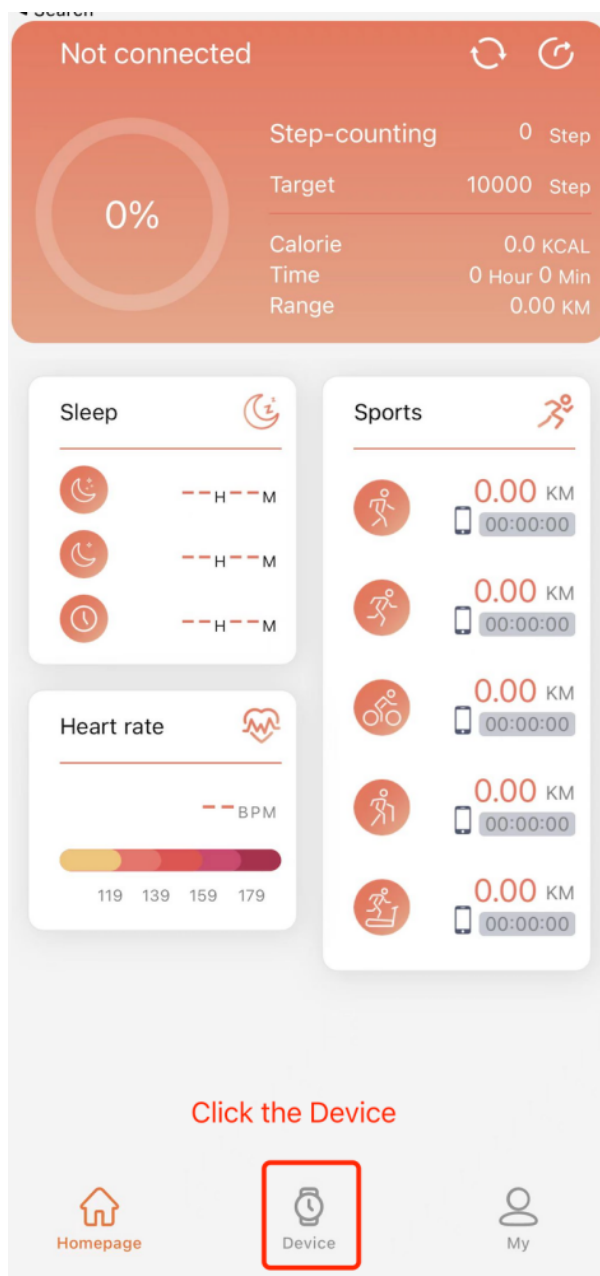 Not connected
Step-counting 0 Step
Target 10000 Step
0%
Calorie 0.0 KCAL
Time 0 Hour 0 Min
Range 0.00 KM
Sleep
--H--M
--H--M
--H--M
Heart rate
--BPM
119 139 159 179
Sports
0.00 KM
00:00:00
0.00 KM
00:00:00
0.00 KM
00:00:00
0.00 KM
00:00:00
0.00 KM
00:00:00
Click the Device
Homepage Device My